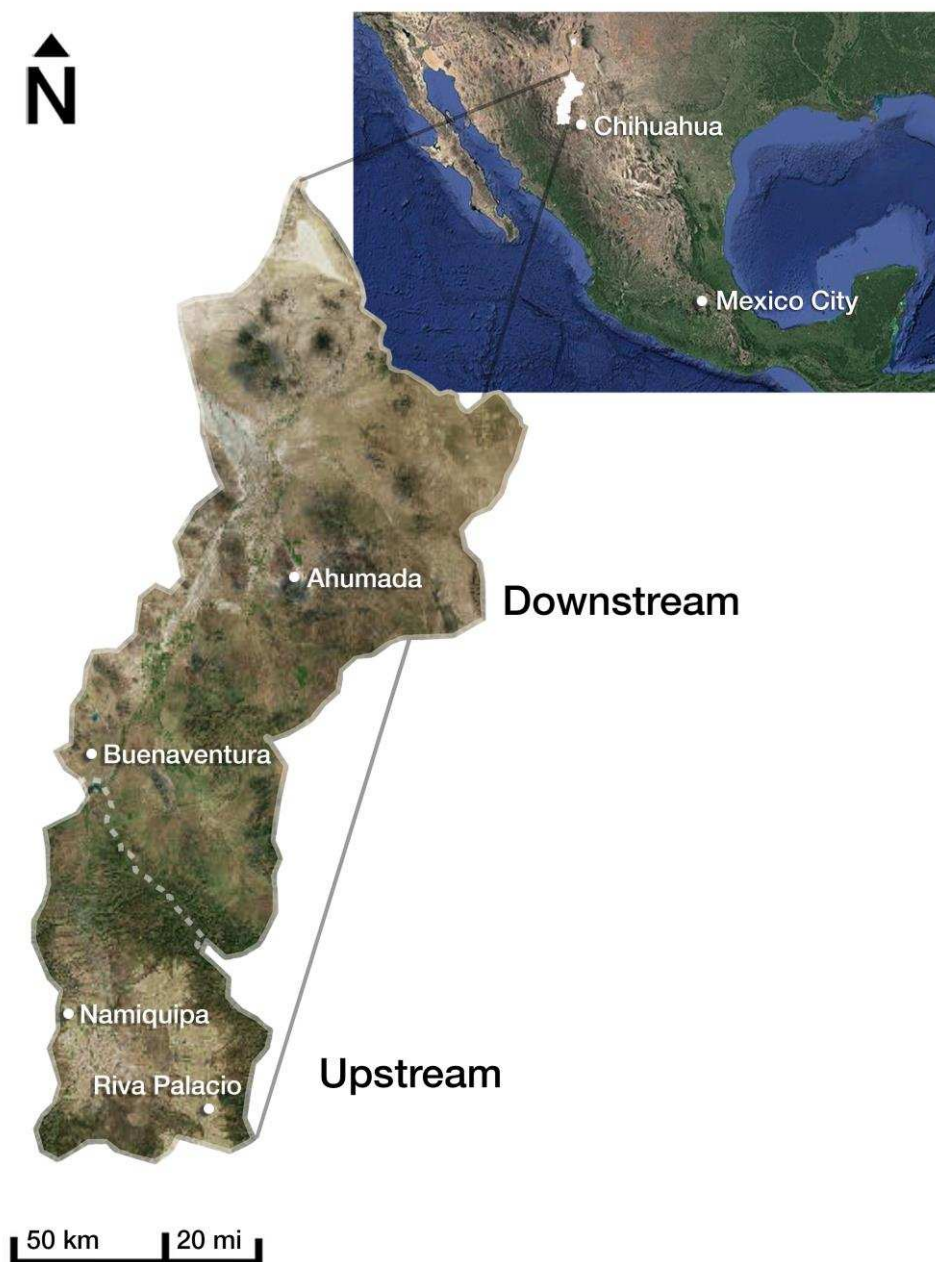 N
Chihuahua
Mexico City
Ahumada
Downstream
Buenaventura
Namiquipa
Riva Palacio
Upstream
50 km
20 mi